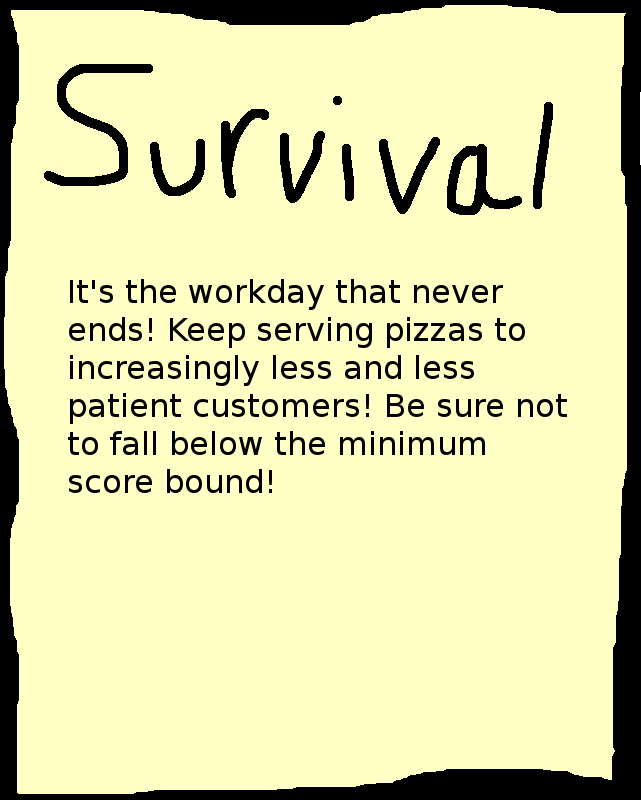 Survival
It's the workday that never
ends! Keep serving pizzas to
increasingly less and less
patient customers! Be sure not
to fall below the minimum
score bound!